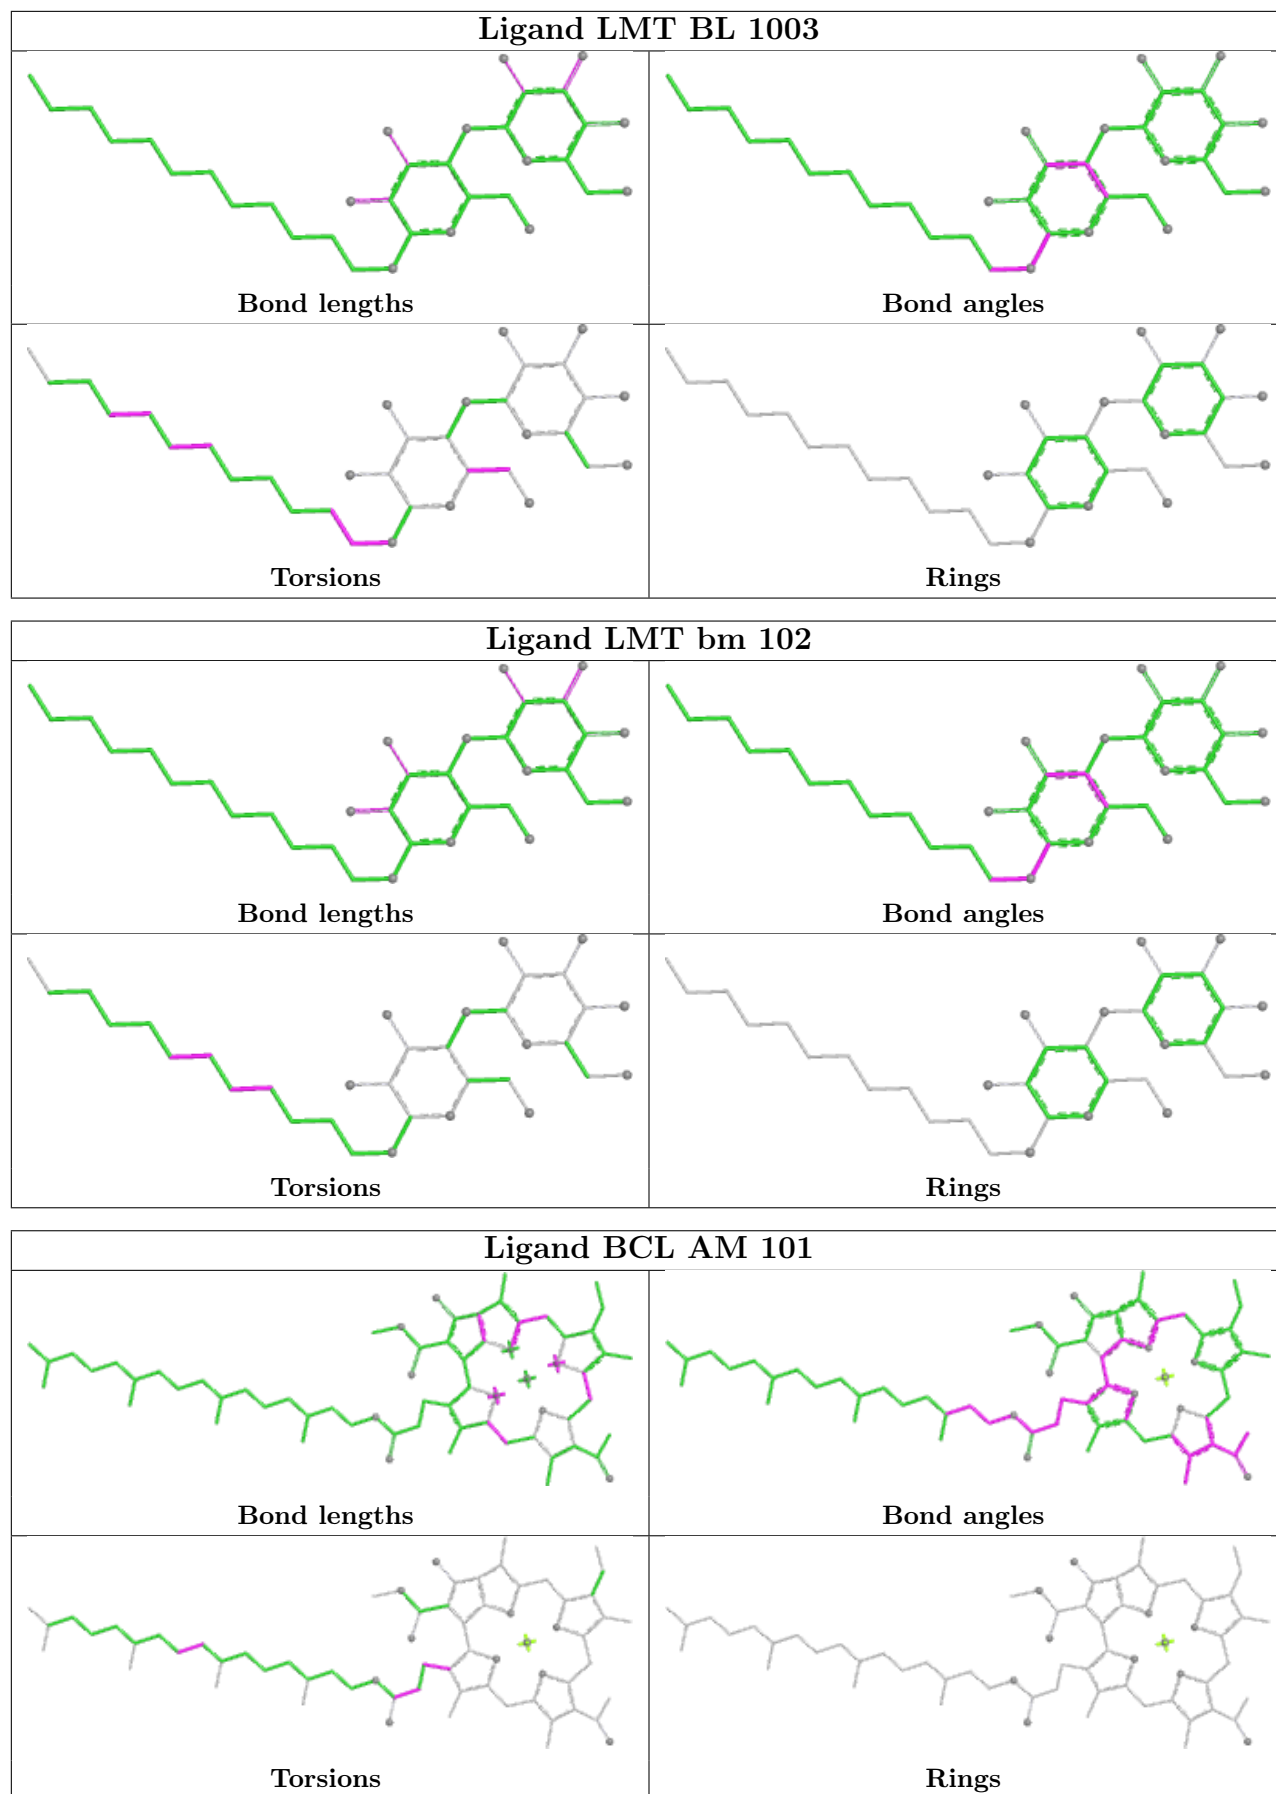 Ligand LMT BL 1003
Bond lengths
Bond angles
Torsions
Rings
Ligand LMT bm 102
Bond lengths
Bond angles
Torsions
Rings
Ligand BCL AM 101
Bond lengths
Bond angles
Torsions
Rings